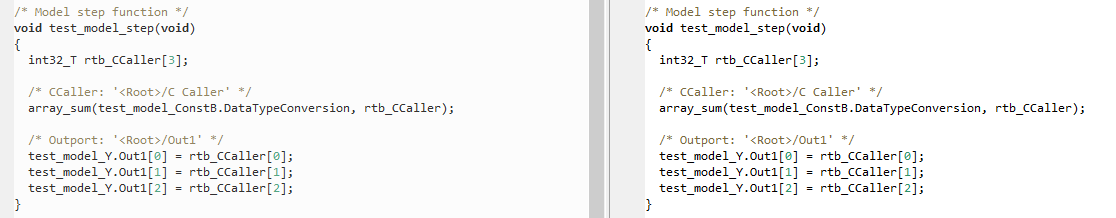 /* Model step function */
void test_model_step(void)
{
  int32_T rtb_CCaller[3];
  /* CCaller: '<Root>/C Caller' */
  array_sum(test_model_ConstB.DataTypeConversion, rtb_CCaller);
  /* Outport: '<Root>/Out1' */
  test_model_Y.Out1[0] = rtb_CCaller[0];
  test_model_Y.Out1[1] = rtb_CCaller[1];
  test_model_Y.Out1[2] = rtb_CCaller[2];
}
/* Model step function */
void test_model_step(void)
{
  int32_T rtb_CCaller[3];
  /* CCaller: '<Root>/C Caller' */
  array_sum(test_model_ConstB.DataTypeConversion, rtb_CCaller);
  /* Outport: '<Root>/Out1' */
  test_model_Y.Out1[0] = rtb_CCaller[0];
  test_model_Y.Out1[1] = rtb_CCaller[1];
  test_model_Y.Out1[2] = rtb_CCaller[2];
}